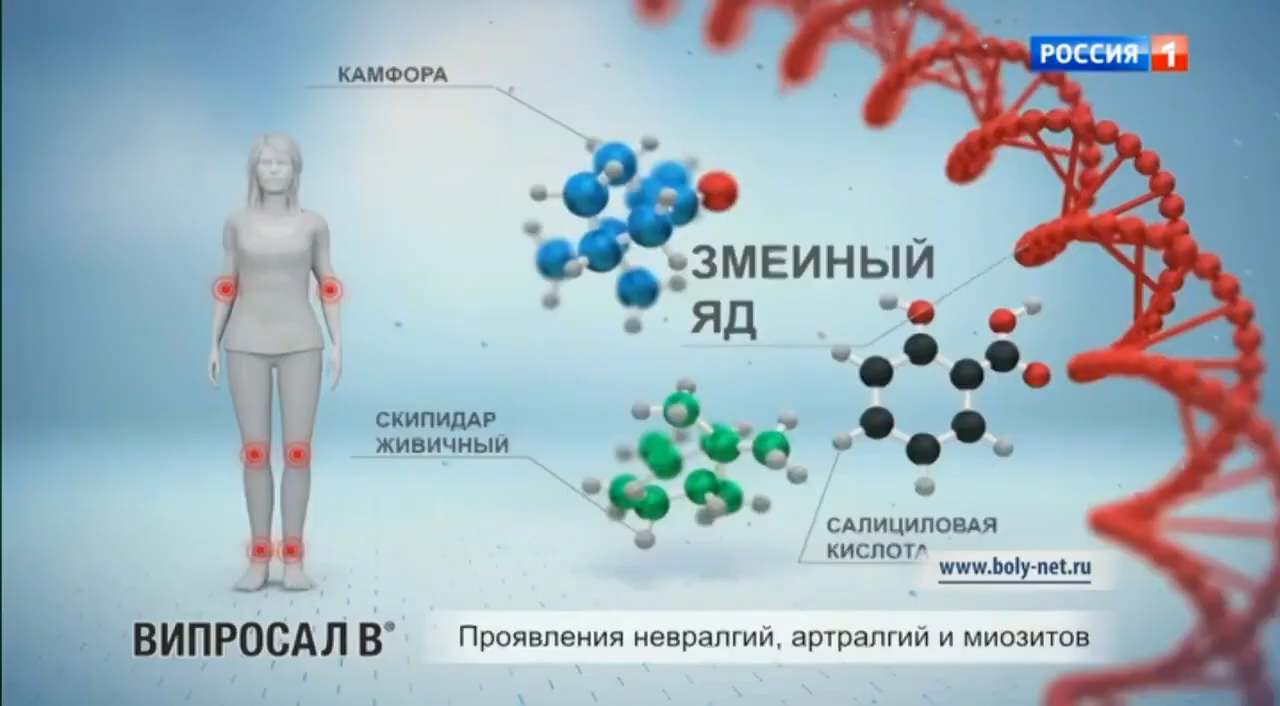 КАМФОРА
РОССИЯ 1
ЗМЕИНЫЙ
ЯД
СКИПИДАР
ЖИВИЧНЫЙ
САЛИЦИЛОВАЯ
КИСЛОТА
www.boly-net.ru
ВИПРОСАЛ В®
Проявления невралгий, артралгий и миозитов